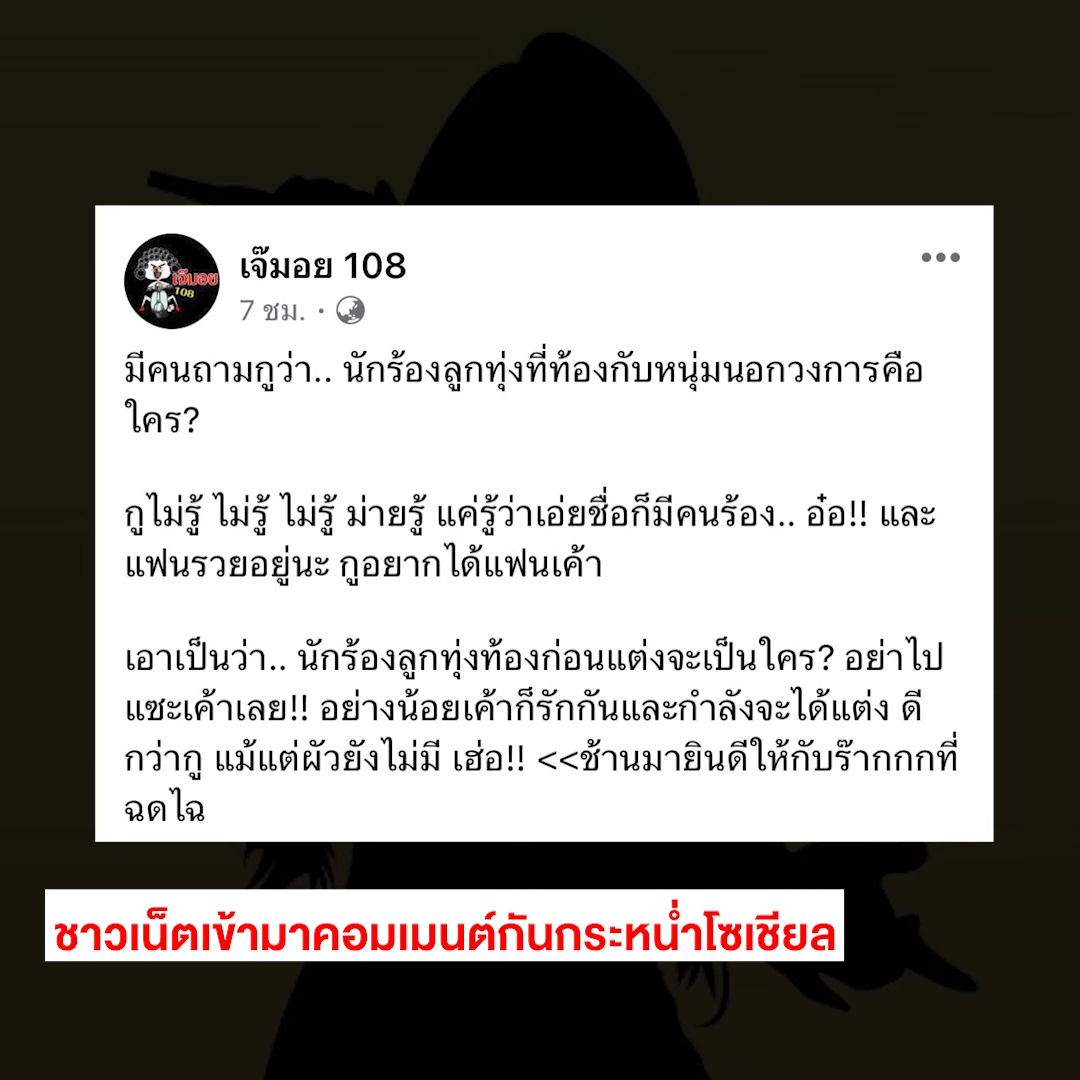 เจ๊มอย
108
เจ๊มอย 108
7 ชม. ·
มีคนถามกูว่า.. นักร้องลูกทุ่งที่ท้องกับหนุ่มนอกวงการคือ
ใคร?
กูไม่รู้ ไม่รู้ ไม่รู้ ม่ายรู้ แค่รู้ว่าเอ่ยชื่อก็มีคนร้อง.. อ๋อ!! และ
แฟนรวยอยู่นะ กูอยากได้แฟนเค้า
เอาเป็นว่า.. นักร้องลูกทุ่งท้องก่อนแต่งจะเป็นใคร? อย่าไป
แซะเค้าเลย!! อย่างน้อยเค้าก็รักกันและกำลังจะได้แต่ง ดี
กว่ากู แม้แต่ผัวยังไม่มี เฮ่อ!! <<ช้านมายินดีให้กับร๊ากกกที่
ฉดไฉ
ชาวเน็ตเข้ามาคอมเมนต์กันกระหน่ำโซเชียล